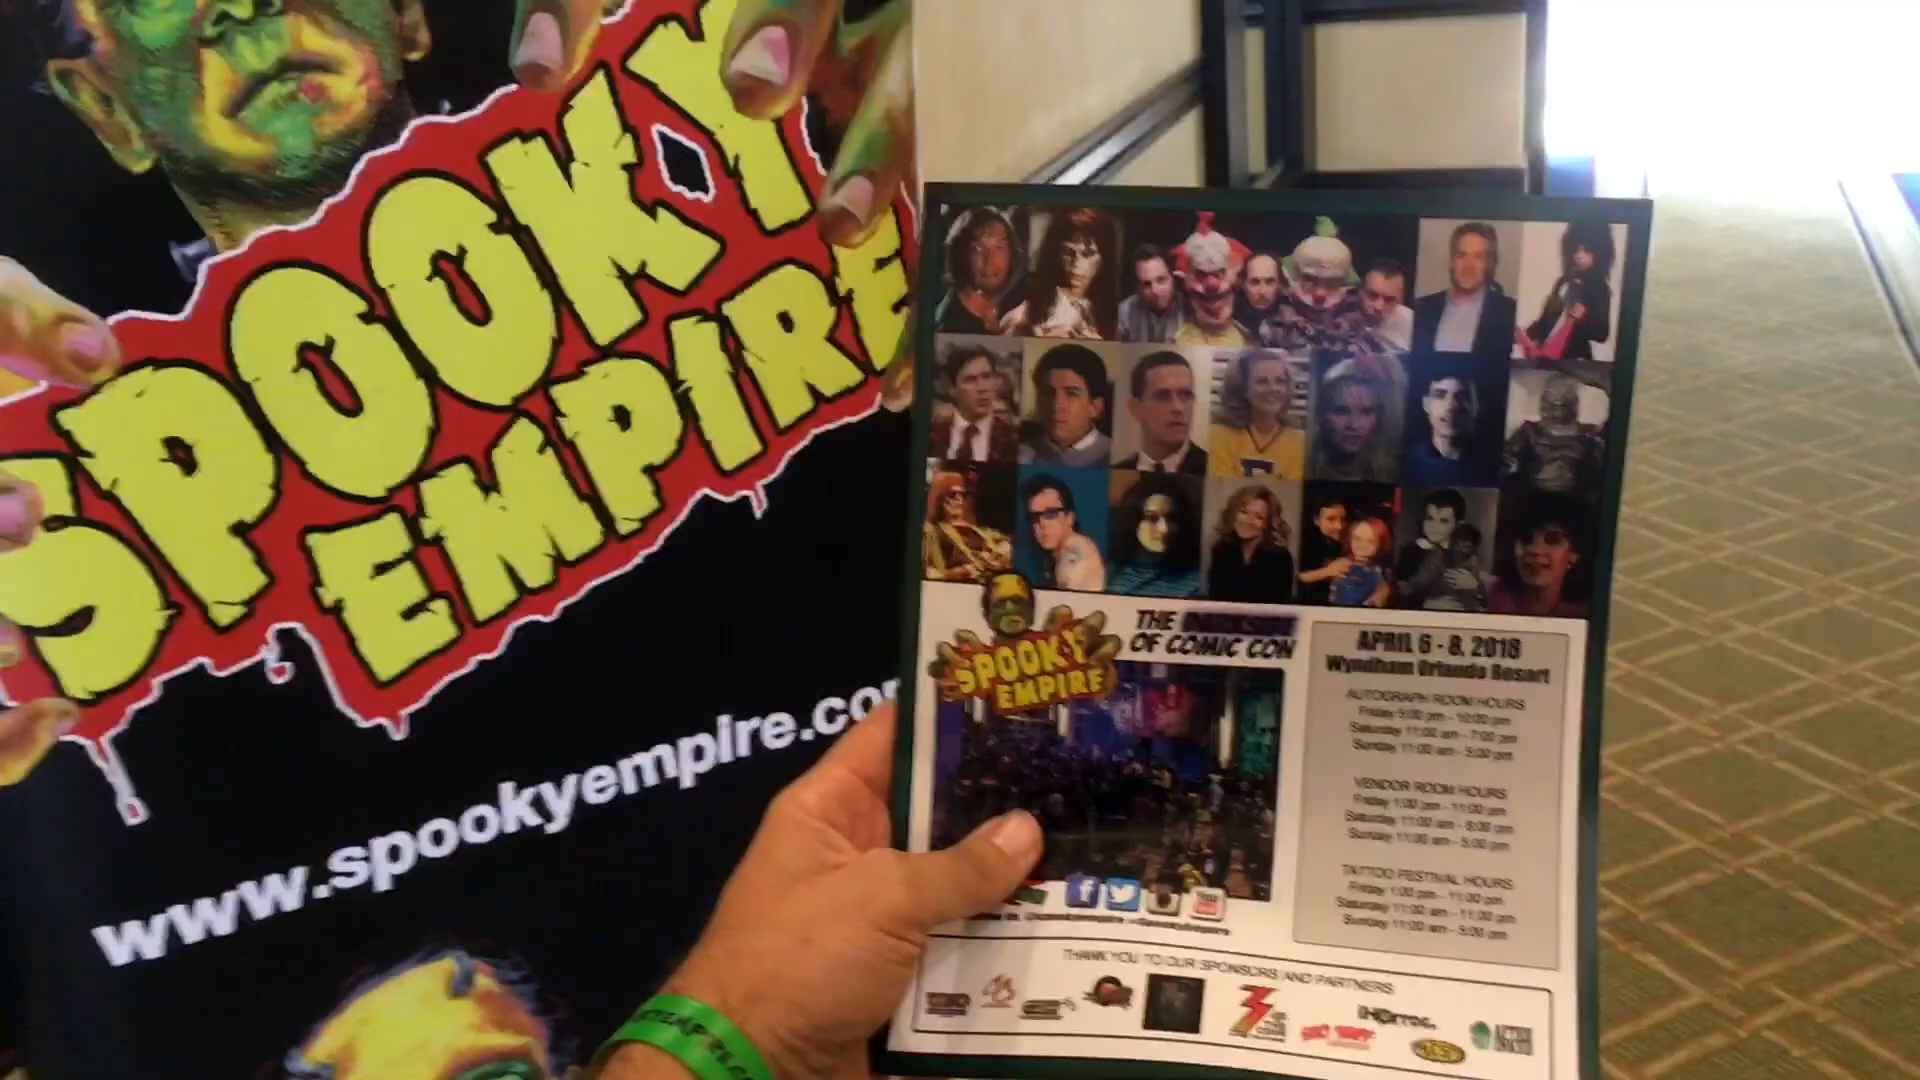 SPOOKY
EMPIRE
www.spookyempire.co
SPOOKY
EMPIRE
THE DARKSIDE
OF COMIC CON
APRIL 6 - 8, 2018
Wyndham Orlando Resort
AUTOGRAPH ROOM HOURS
Friday 5:00 pm - 10:00 pm
Saturday 11:00 am - 7:00 pm
Sunday 11:00 am - 5:00 pm
VENDOR ROOM HOURS
Friday 1:00 pm - 11:00 pm
Saturday 11:00 am - 8:00 pm
Sunday 11:00 am - 5:00 pm
TATTOO FESTIVAL HOURS
Friday 1:00 pm - 11:00 pm
Saturday 11:00 am - 11:00 pm
Sunday 11:00 am - 5:00 pm
THANK YOU TO OUR SPONSORS AND PARTNERS